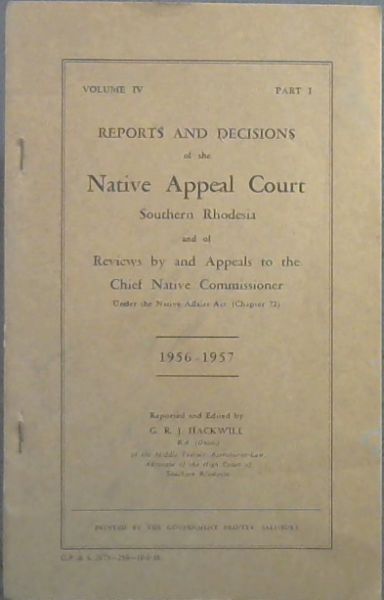 VOLUME IV PART I
REPORTS AND DECISIONS
of the
Native Appeal Court
Southern Rhodesia
and of
Reviews by and Appeals to the
Chief Native Commissioner
Under the Native Affairs Act (Chapter 72)
1956-1957
Reported and Edited by
G. R. J. HACKWILL
B.A. (Oxon)
of the Middle Temple, Barrister-at-Law,
Advocate of the High Court of
Southern Rhodesia
PRINTED BY THE GOVERNMENT PRINTER, SALISBURY
G.P. & S.